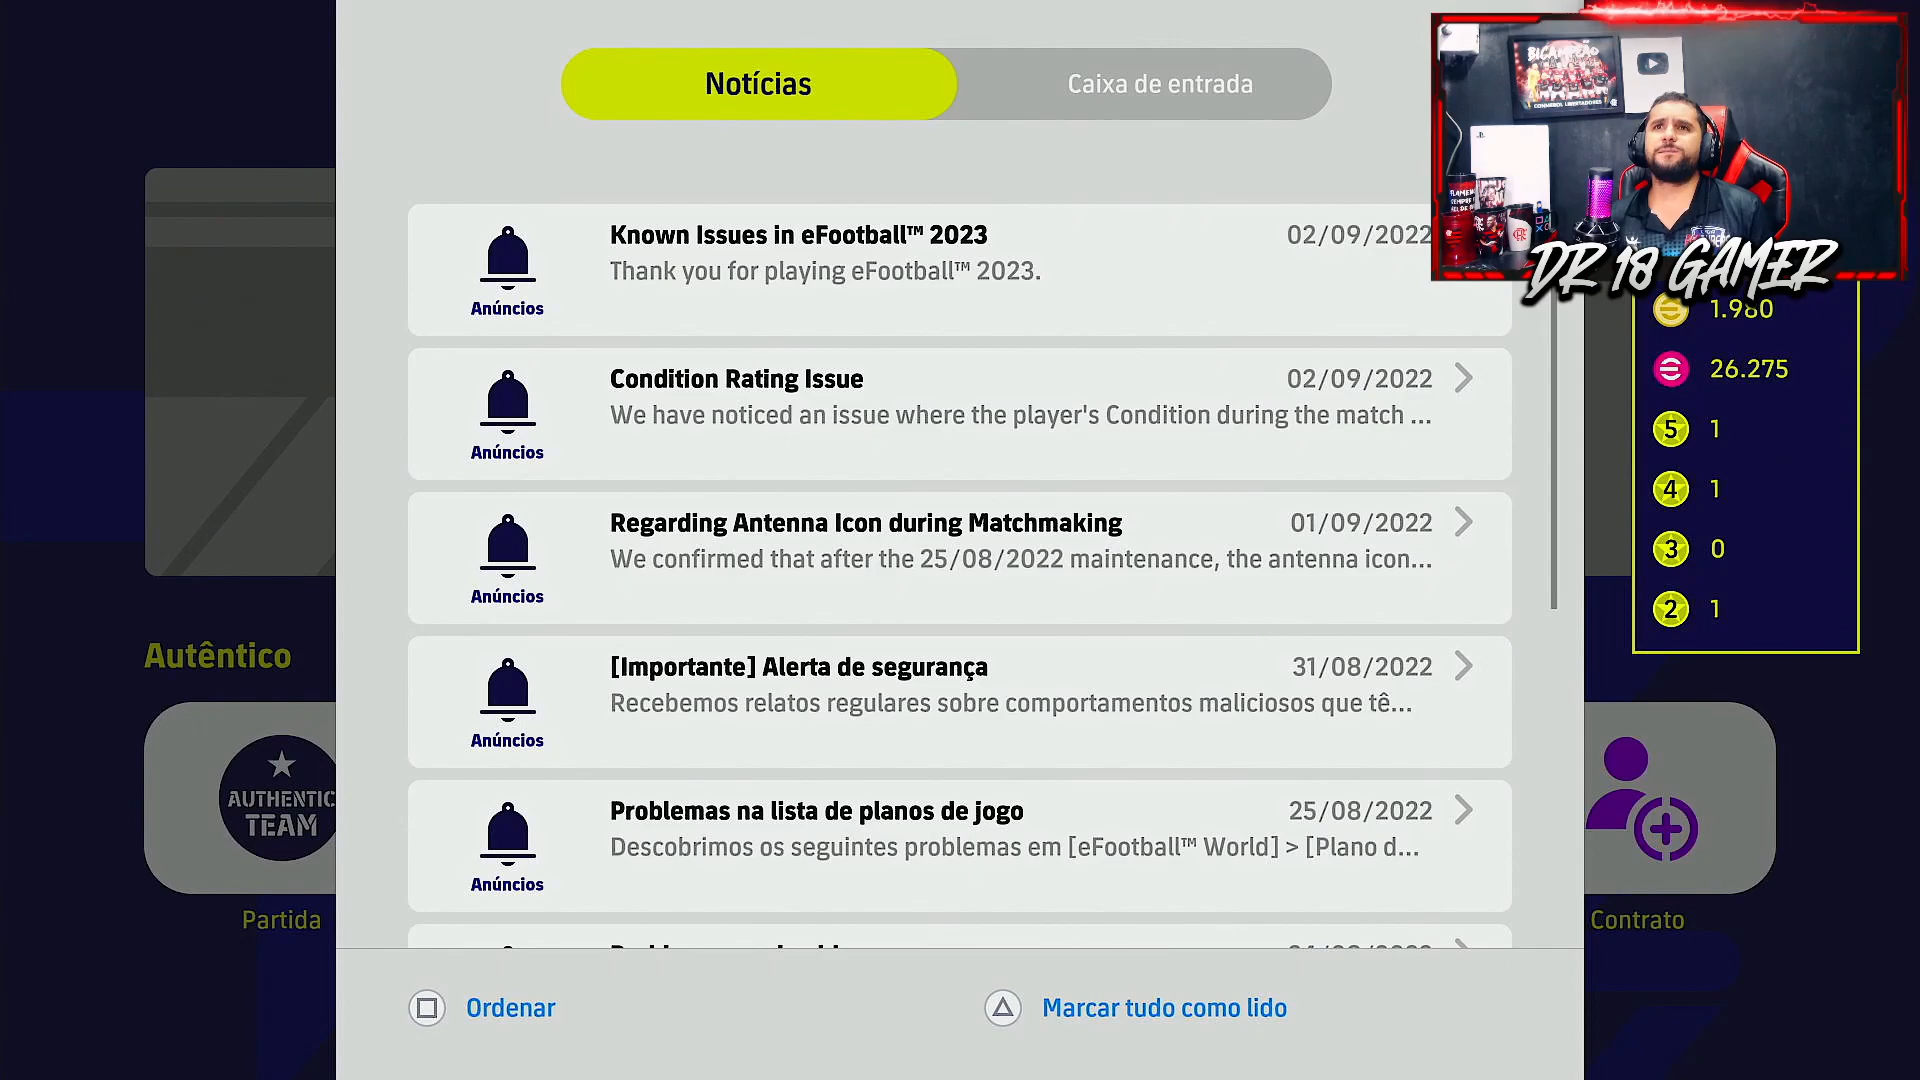 Notícias
Caixa de entrada
BICAMPEÃO
CONMEBOL LIBERTADORES
DR 18 GAMER
Known Issues in eFootball™ 2023
02/09/2022
Thank you for playing eFootball™ 2023.
Anúncios
Condition Rating Issue
02/09/2022
We have noticed an issue where the player's Condition during the match ...
Anúncios
Regarding Antenna Icon during Matchmaking
01/09/2022
We confirmed that after the 25/08/2022 maintenance, the antenna icon...
Anúncios
[Importante] Alerta de segurança
31/08/2022
Recebemos relatos regulares sobre comportamentos maliciosos que tê...
Anúncios
Problemas na lista de planos de jogo
25/08/2022
Descobrimos os seguintes problemas em [eFootball™ World] > [Plano d...
Anúncios
1.980
26.275
5 1
4 1
3 0
2 1
Autêntico
AUTHENTIC
TEAM
Partida
Contrato
Ordenar
Marcar tudo como lido